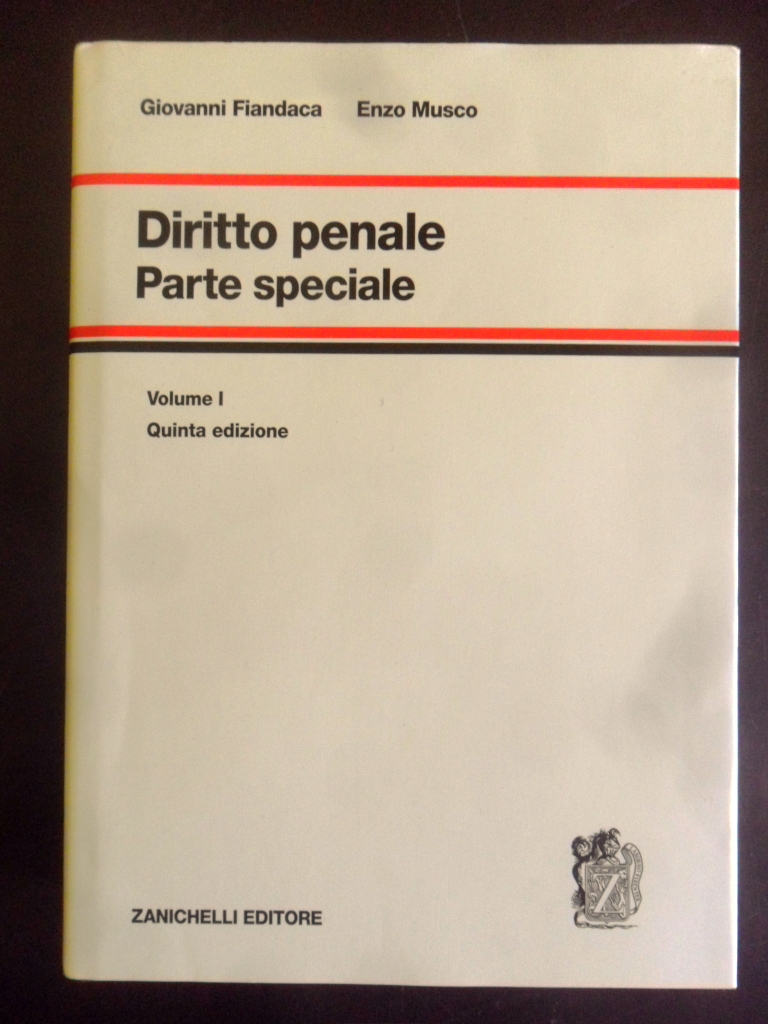 Giovanni Fiandaca Enzo Musco
Diritto penale
Parte speciale
Volume I
Quinta edizione
ZANICHELLI EDITORE
Z